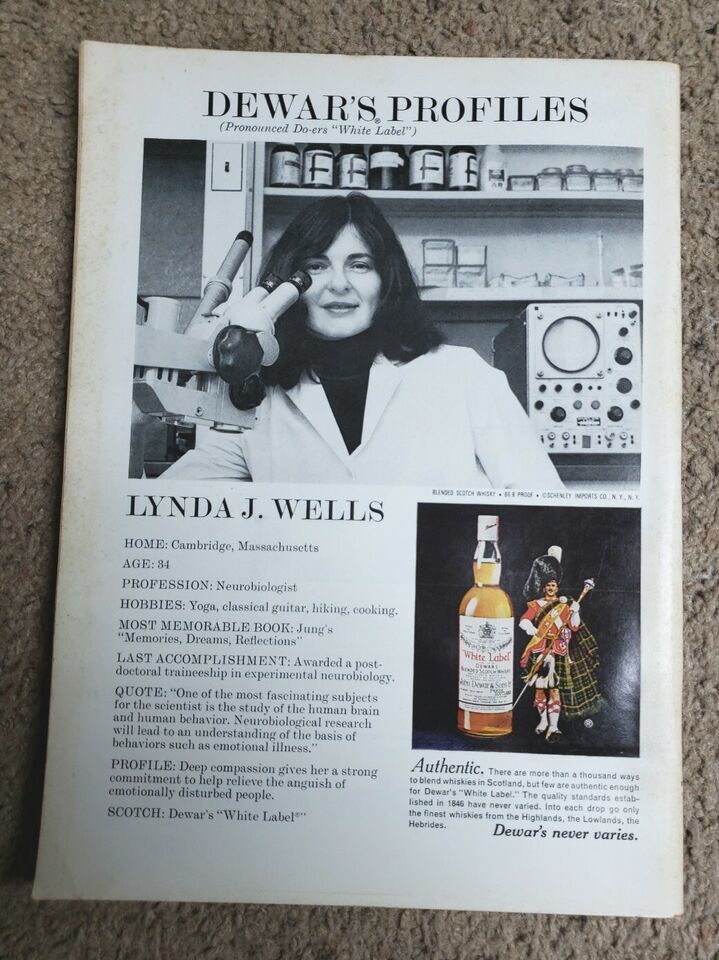 DEWAR'S® PROFILES
(Pronounced Do-ers "White Label")
BLENDED SCOTCH WHISKY • 86.8 PROOF • ©SCHENLEY IMPORTS CO., N.Y., N.Y.
LYNDA J. WELLS
HOME: Cambridge, Massachusetts
AGE: 34
PROFESSION: Neurobiologist
HOBBIES: Yoga, classical guitar, hiking, cooking.
MOST MEMORABLE BOOK: Jung's
"Memories, Dreams, Reflections"
LAST ACCOMPLISHMENT: Awarded a post-
doctoral traineeship in experimental neurobiology.
QUOTE: "One of the most fascinating subjects
for the scientist is the study of the human brain
and human behavior. Neurobiological research
will lead to an understanding of the basis of
behaviors such as emotional illness."
PROFILE: Deep compassion gives her a strong
commitment to help relieve the anguish of
emotionally disturbed people.
SCOTCH: Dewar's "White Label®"
"White Label"
DEWAR'S
BLENDED SCOTCH WHISKY
John Dewar & Sons Ltd
®
Authentic. There are more than a thousand ways
to blend whiskies in Scotland, but few are authentic enough
for Dewar's "White Label." The quality standards estab-
lished in 1846 have never varied. Into each drop go only
the finest whiskies from the Highlands, the Lowlands, the
Hebrides.
Dewar's never varies.